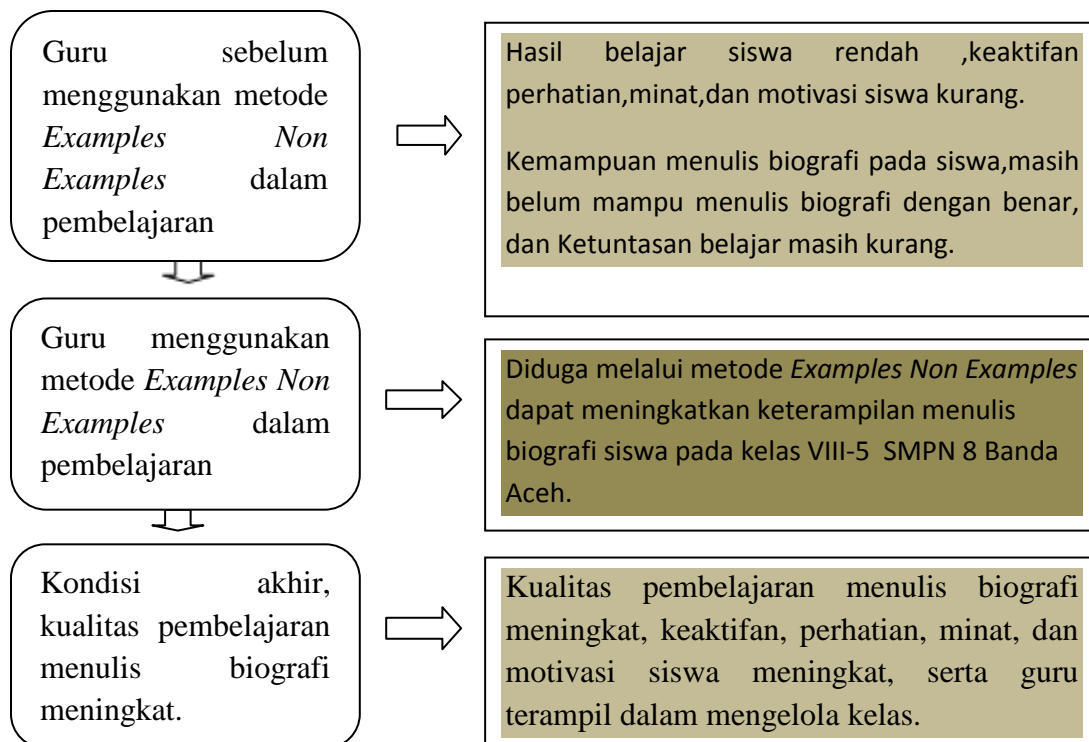 Guru sebelum
menggunakan metode
Examples Non
Examples dalam
pembelajaran
Hasil belajar siswa rendah ,keaktifan
perhatian,minat,dan motivasi siswa kurang.
Kemampuan menulis biografi pada siswa,masih
belum mampu menulis biografi dengan benar,
dan Ketuntasan belajar masih kurang.
Guru menggunakan
metode Examples Non
Examples dalam
pembelajaran
Diduga melalui metode Examples Non Examples
dapat meningkatkan keterampilan menulis
biografi siswa pada kelas VIII-5 SMPN 8 Banda
Aceh.
Kondisi akhir,
kualitas pembelajaran
menulis biografi
meningkat.
Kualitas pembelajaran menulis biografi
meningkat, keaktifan, perhatian, minat, dan
motivasi siswa meningkat, serta guru
terampil dalam mengelola kelas.